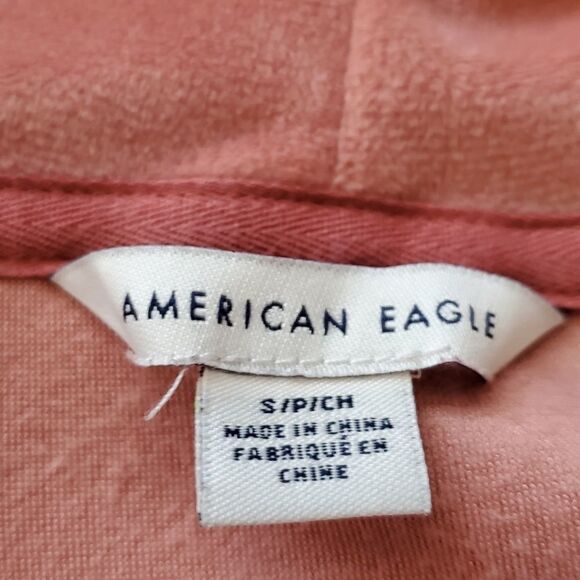 AMERICAN EAGLE
S/P/CH
MADE IN CHINA
FABRIQUÉ EN
CHINE